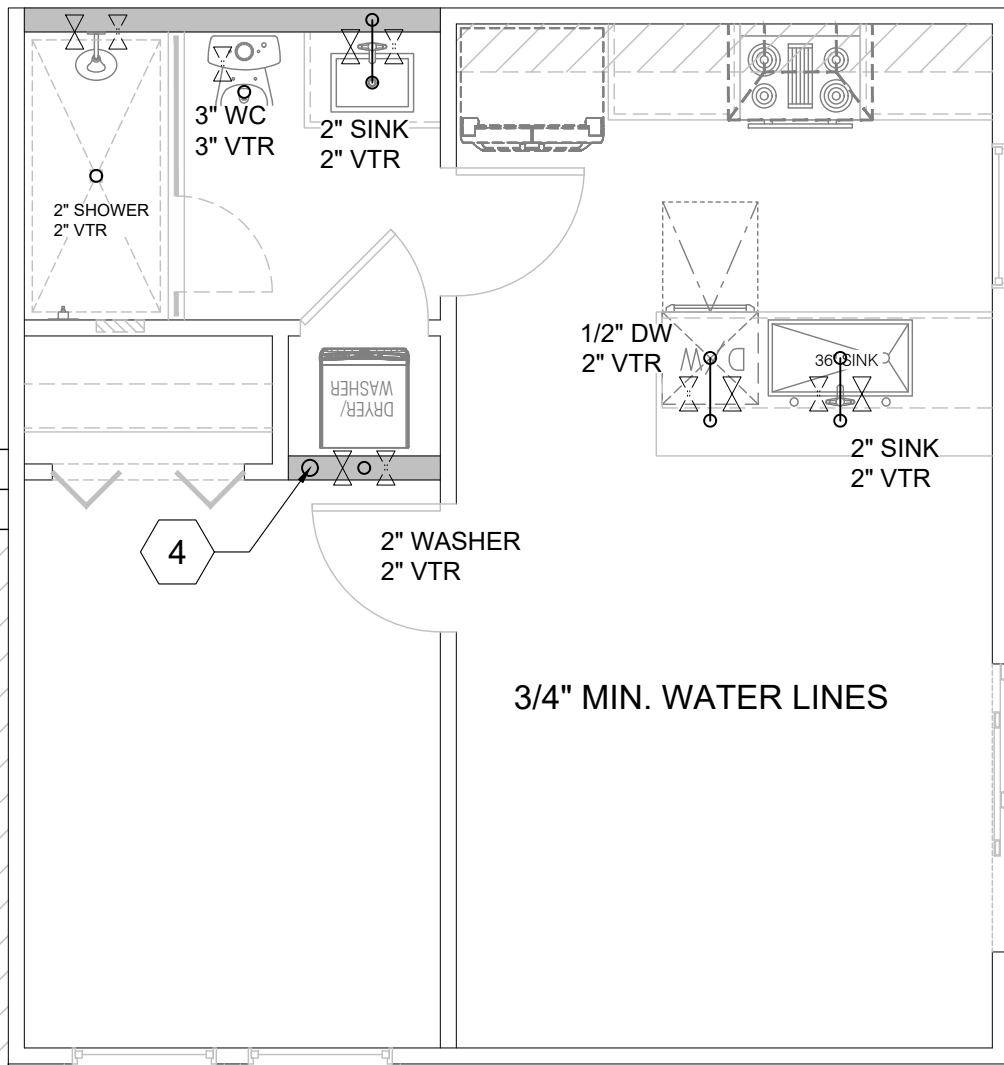 3" WC
3" VTR
2" SINK
2" VTR
2" SHOWER
2" VTR
1/2" DW
2" VTR
DW
36" SINK
DRYER/
WASHER
2" SINK
2" VTR
4
2" WASHER
2" VTR
3/4" MIN. WATER LINES